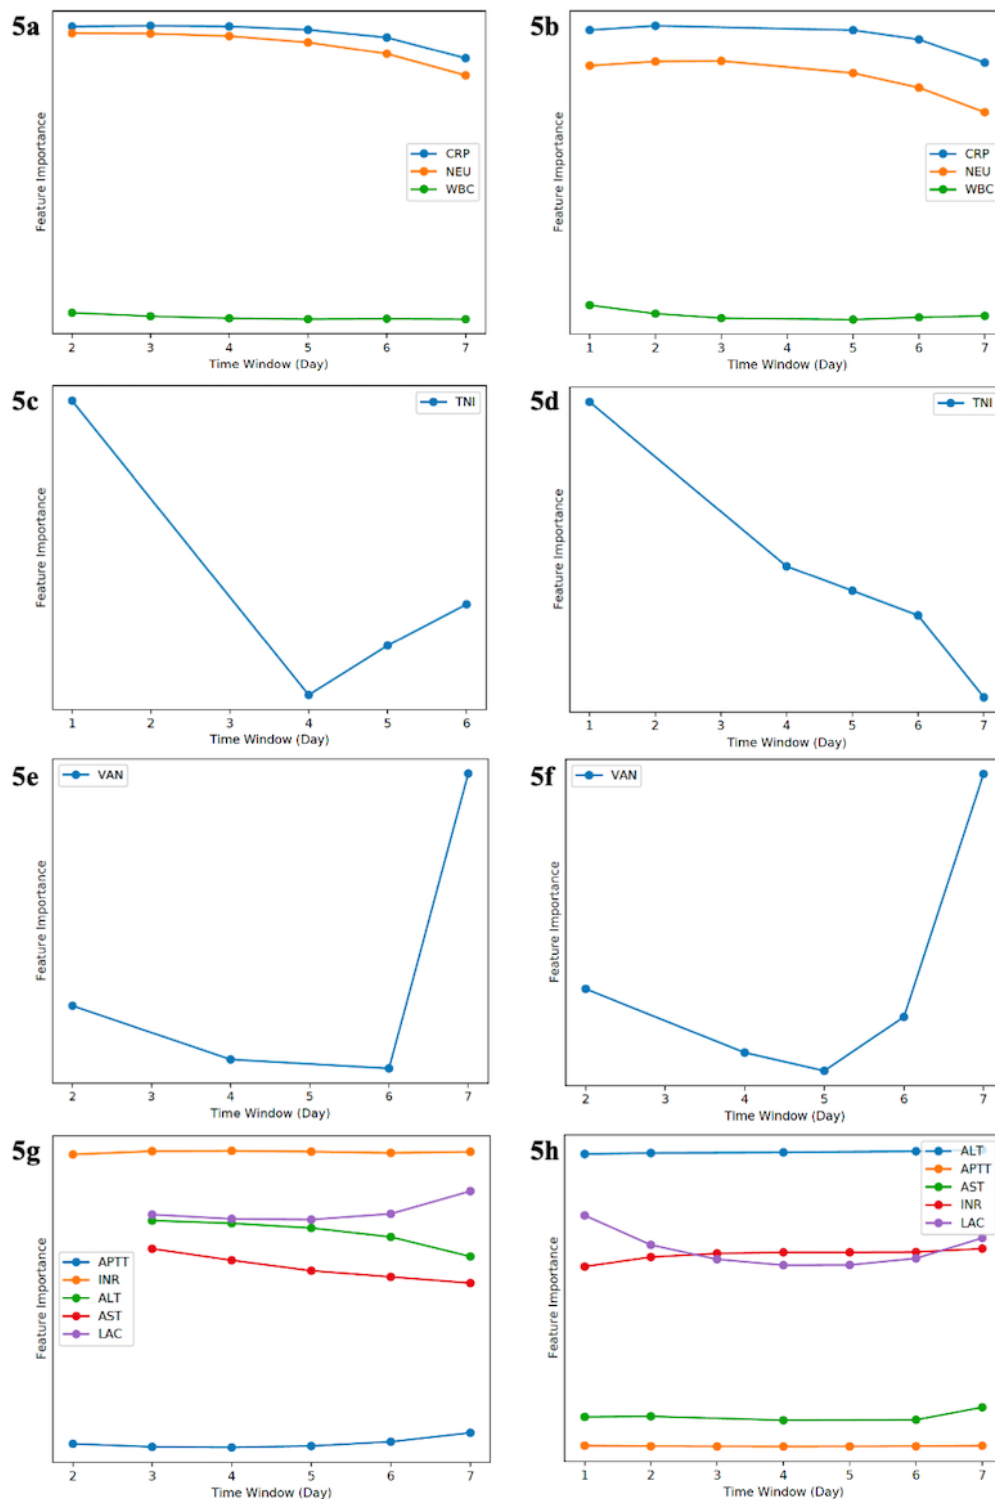 5a
Feature Importance
CRP
NEU
WBC
2 3 4 5 6 7
Time Window (Day)
5b
Feature Importance
CRP
NEU
WBC
1 2 3 4 5 6 7
Time Window (Day)
5c
Feature Importance
TNI
1 2 3 4 5 6
Time Window (Day)
5d
Feature Importance
TNI
1 2 3 4 5 6 7
Time Window (Day)
5e
Feature Importance
VAN
2 3 4 5 6 7
Time Window (Day)
5f
Feature Importance
VAN
2 3 4 5 6 7
Time Window (Day)
5g
Feature Importance
APTT
INR
ALT
AST
LAC
2 3 4 5 6 7
Time Window (Day)
5h
Feature Importance
ALT
APTT
AST
INR
LAC
1 2 3 4 5 6 7
Time Window (Day)